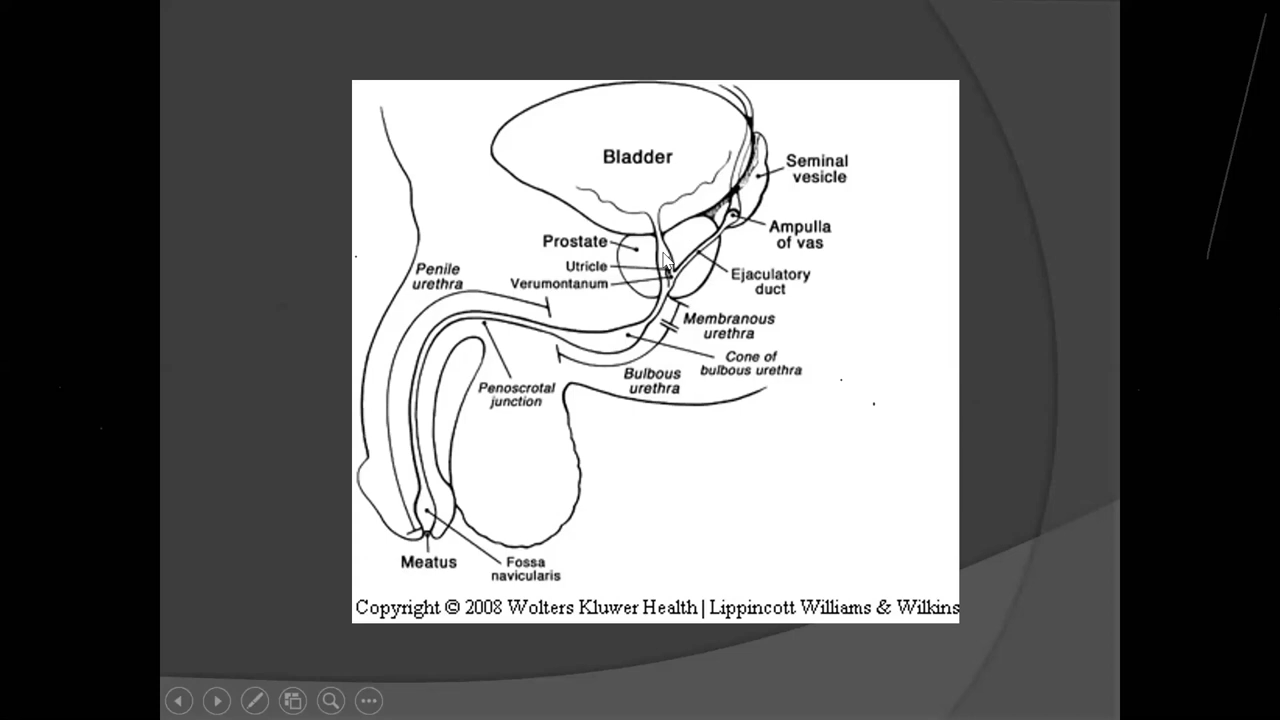 Bladder
Seminal
vesicle
Ampulla
of vas
Prostate
Utricle
Verumontanum
Ejaculatory
duct
Penile
urethra
Membranous
urethra
Cone of
bulbous urethra
Bulbous
urethra
Penoscrotal
junction
Meatus
Fossa
navicularis
Copyright © 2008 Wolters Kluwer Health | Lippincott Williams & Wilkins